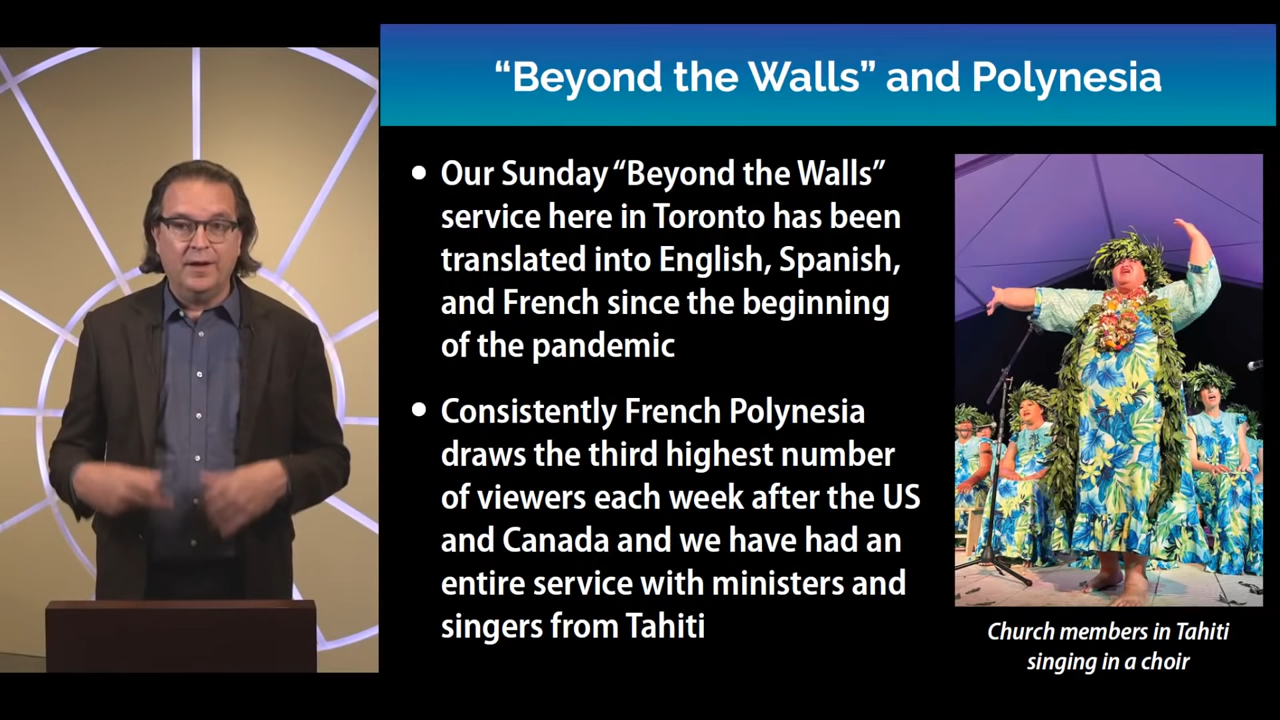 “Beyond the Walls” and Polynesia
• Our Sunday “Beyond the Walls”
service here in Toronto has been
translated into English, Spanish,
and French since the beginning
of the pandemic
• Consistently French Polynesia
draws the third highest number
of viewers each week after the US
and Canada and we have had an
entire service with ministers and
singers from Tahiti
Church members in Tahiti
singing in a choir